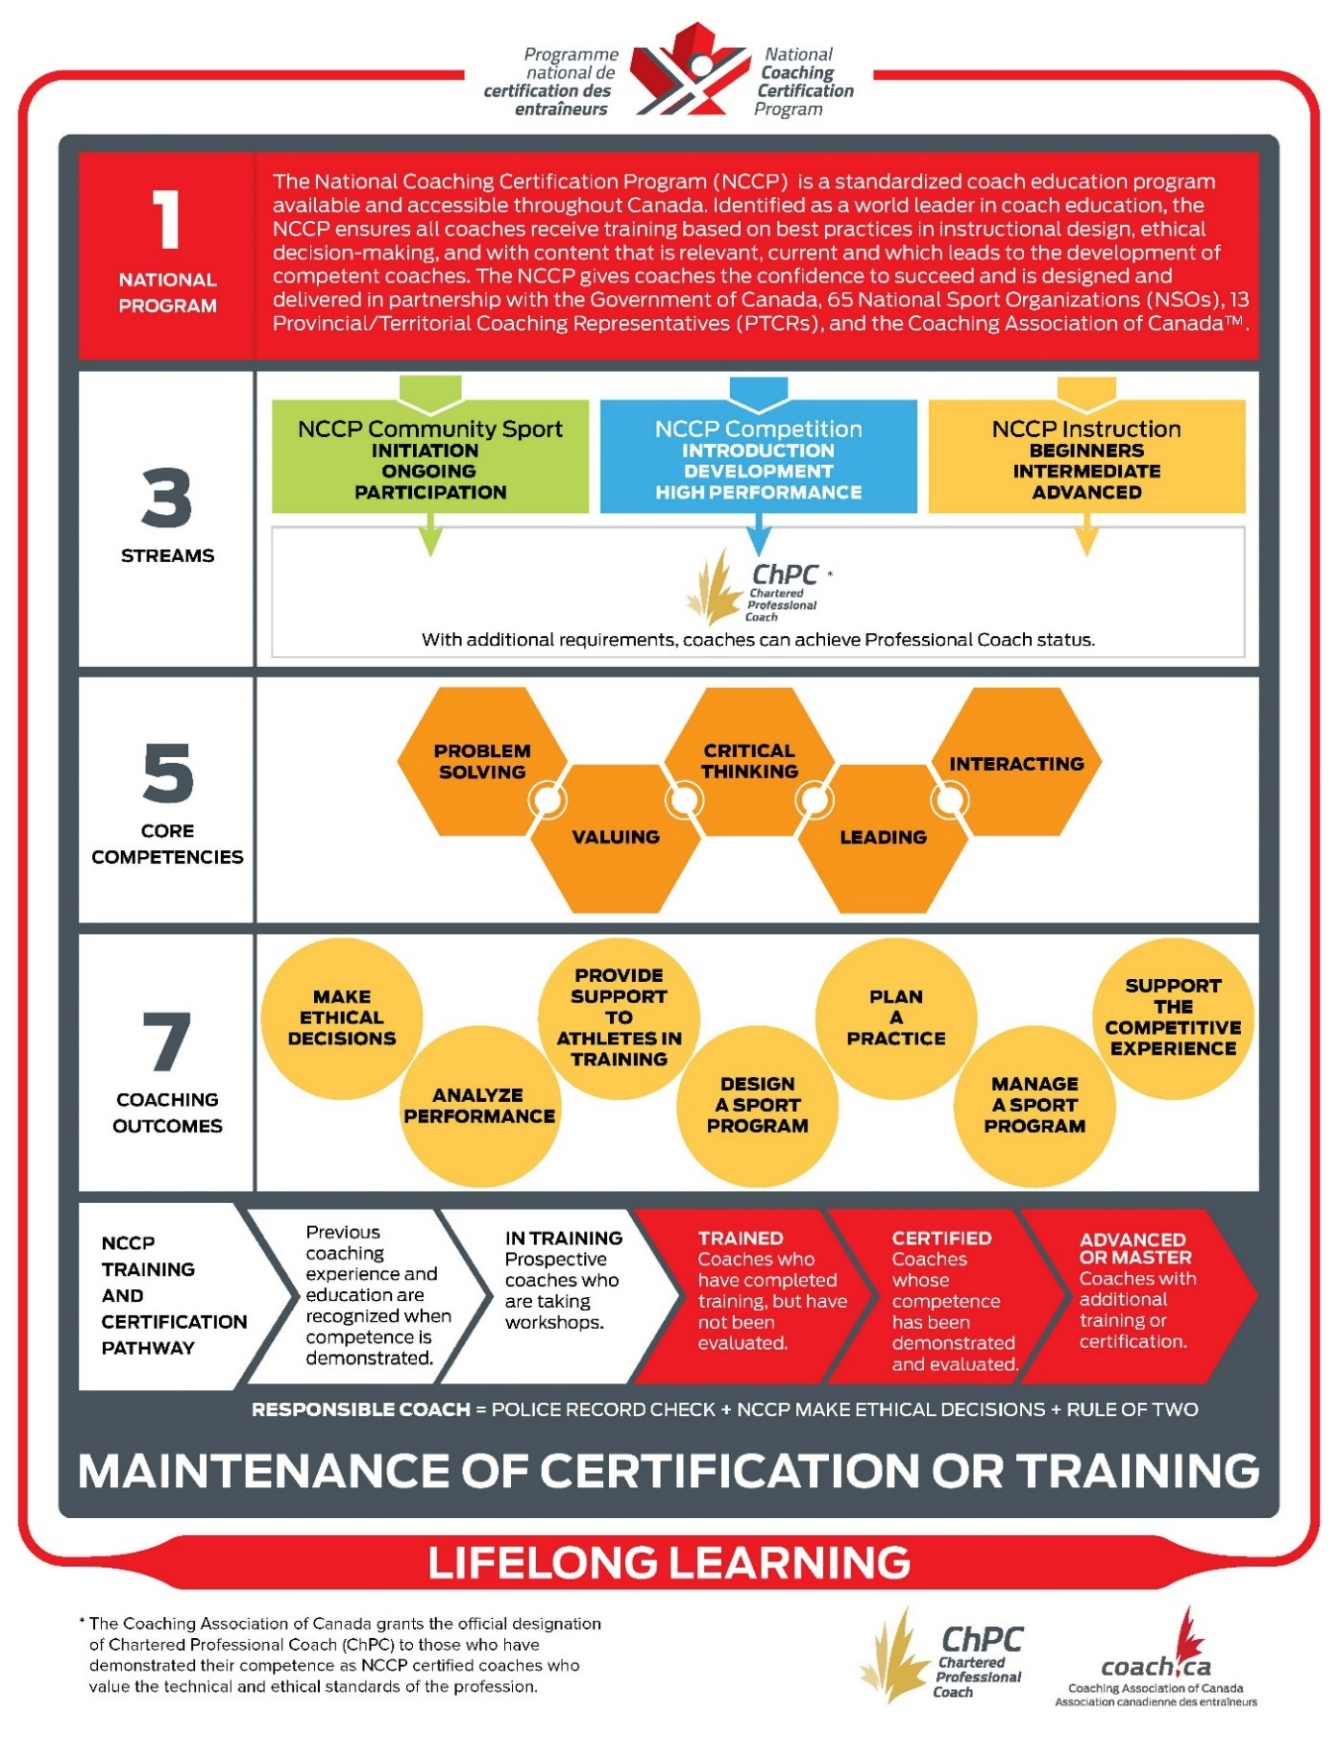 Programme
national de
certification des
entraîneurs
National
Coaching
Certification
Program
1
NATIONAL
PROGRAM
The National Coaching Certification Program (NCCP) is a standardized coach education program
available and accessible throughout Canada. Identified as a world leader in coach education, the
NCCP ensures all coaches receive training based on best practices in instructional design, ethical
decision-making, and with content that is relevant, current and which leads to the development of
competent coaches. The NCCP gives coaches the confidence to succeed and is designed and
delivered in partnership with the Government of Canada, 65 National Sport Organizations (NSOs), 13
Provincial/Territorial Coaching Representatives (PTCRs), and the Coaching Association of Canada™.
3
STREAMS
NCCP Community Sport
INITIATION
ONGOING
PARTICIPATION
NCCP Competition
INTRODUCTION
DEVELOPMENT
HIGH PERFORMANCE
NCCP Instruction
BEGINNERS
INTERMEDIATE
ADVANCED
ChPC *
Chartered
Professional
Coach
With additional requirements, coaches can achieve Professional Coach status.
5
CORE
COMPETENCIES
PROBLEM
SOLVING
VALUING
CRITICAL
THINKING
LEADING
INTERACTING
7
COACHING
OUTCOMES
MAKE
ETHICAL
DECISIONS
ANALYZE
PERFORMANCE
PROVIDE
SUPPORT
TO
ATHLETES IN
TRAINING
DESIGN
A SPORT
PROGRAM
PLAN
A
PRACTICE
MANAGE
A SPORT
PROGRAM
SUPPORT
THE
COMPETITIVE
EXPERIENCE
NCCP
TRAINING
AND
CERTIFICATION
PATHWAY
Previous
coaching
experience and
education are
recognized when
competence is
demonstrated.
IN TRAINING
Prospective
coaches who
are taking
workshops.
TRAINED
Coaches who
have completed
training, but have
not been
evaluated.
CERTIFIED
Coaches
whose
competence
has been
demonstrated
and evaluated.
ADVANCED
OR MASTER
Coaches with
additional
training or
certification.
RESPONSIBLE COACH = POLICE RECORD CHECK + NCCP MAKE ETHICAL DECISIONS + RULE OF TWO
MAINTENANCE OF CERTIFICATION OR TRAINING
LIFELONG LEARNING
* The Coaching Association of Canada grants the official designation
of Chartered Professional Coach (ChPC) to those who have
demonstrated their competence as NCCP certified coaches who
value the technical and ethical standards of the profession.
ChPC
Chartered
Professional
Coach
coach.ca
Coaching Association of Canada
Association canadienne des entraîneurs